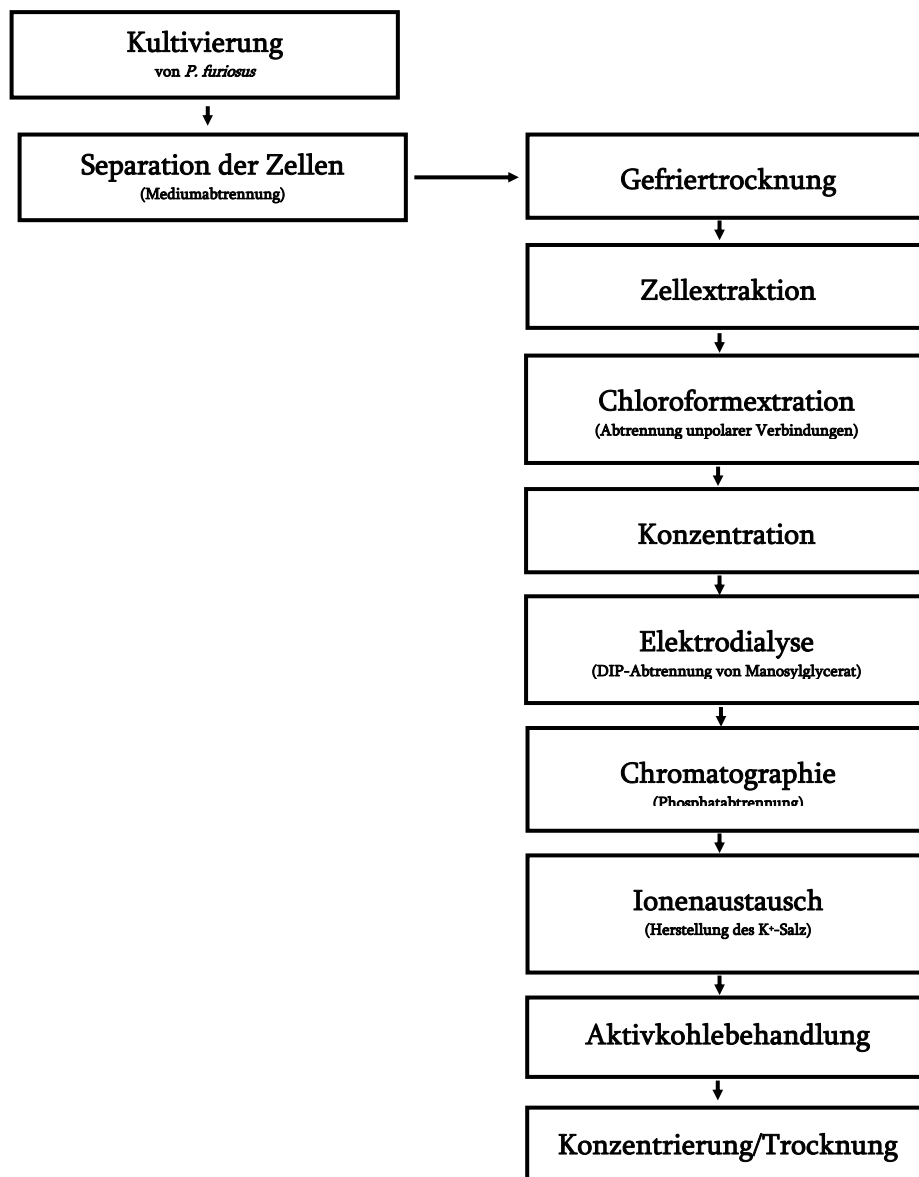 Kultivierung
von P. furiosus
Separation der Zellen
(Mediumabtrennung)
Gefriertrocknung
Zellextraktion
Chloroformextration
(Abtrennung unpolarer Verbindungen)
Konzentration
Elektrodialyse
(DIP-Abtrennung von Manosylglycerat)
Chromatographie
(Phosphatabtrennung)
Ionenaustausch
(Herstellung des K+-Salz)
Aktivkohlebehandlung
Konzentrierung/Trocknung